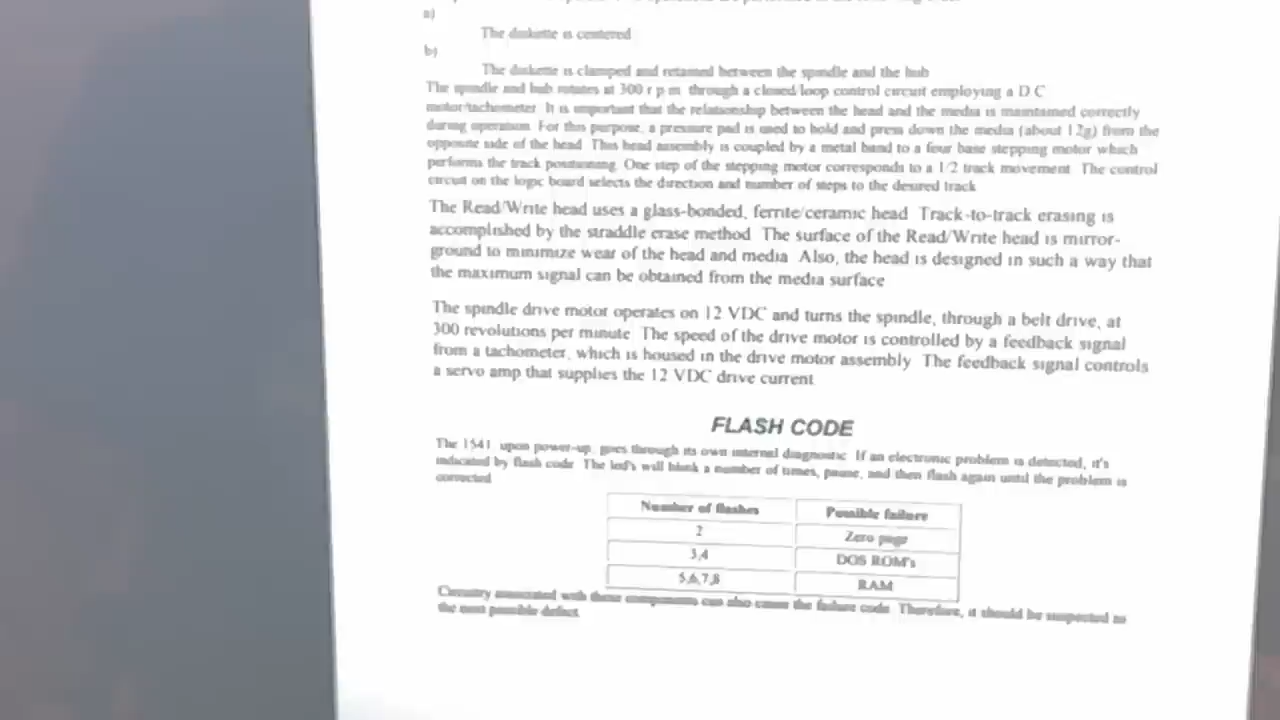 a)
The diskette is centered
b)
The diskette is clamped and retained between the spindle and the hub
The spindle and hub rotates at 300 r p m through a closed loop control circuit employing a D C
motor/tachometer It is important that the relationship between the head and the media is maintained correctly
during operation For this purpose, a pressure pad is used to hold and press down the media (about 12g) from the
opposite side of the head This head assembly is coupled by a metal band to a four base stepping motor which
performs the track positioning One step of the stepping motor corresponds to a 1/2 track movement The control
circuit on the logic board selects the direction and number of steps to the desired track
The Read/Write head uses a glass-bonded, ferrite/ceramic head Track-to-track erasing is
accomplished by the straddle erase method The surface of the Read/Write head is mirror-
ground to minimize wear of the head and media Also, the head is designed in such a way that
the maximum signal can be obtained from the media surface
The spindle drive motor operates on 12 VDC and turns the spindle, through a belt drive, at
300 revolutions per minute The speed of the drive motor is controlled by a feedback signal
from a tachometer, which is housed in the drive motor assembly The feedback signal controls
a servo amp that supplies the 12 VDC drive current
FLASH CODE
The 1541 upon power-up, goes through its own internal diagnostic If an electronic problem is detected, it's
indicated by flash code The led's will blink a number of times, pause, and then flash again until the problem is
corrected
Number of flashes Possible failure
2 Zero page
3,4 DOS ROM's
5,6,7,8 RAM
Circuitry associated with these components can also cause the failure code Therefore, it should be suspected as
the most possible defect